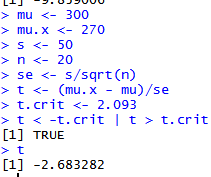 > mu <- 300
> mu.x <- 270
> s <- 50
> n <- 20
> se <- s/sqrt(n)
> t <- (mu.x - mu)/se
> t.crit <- 2.093
> t < -t.crit | t > t.crit
[1] TRUE
> t
[1] -2.683282